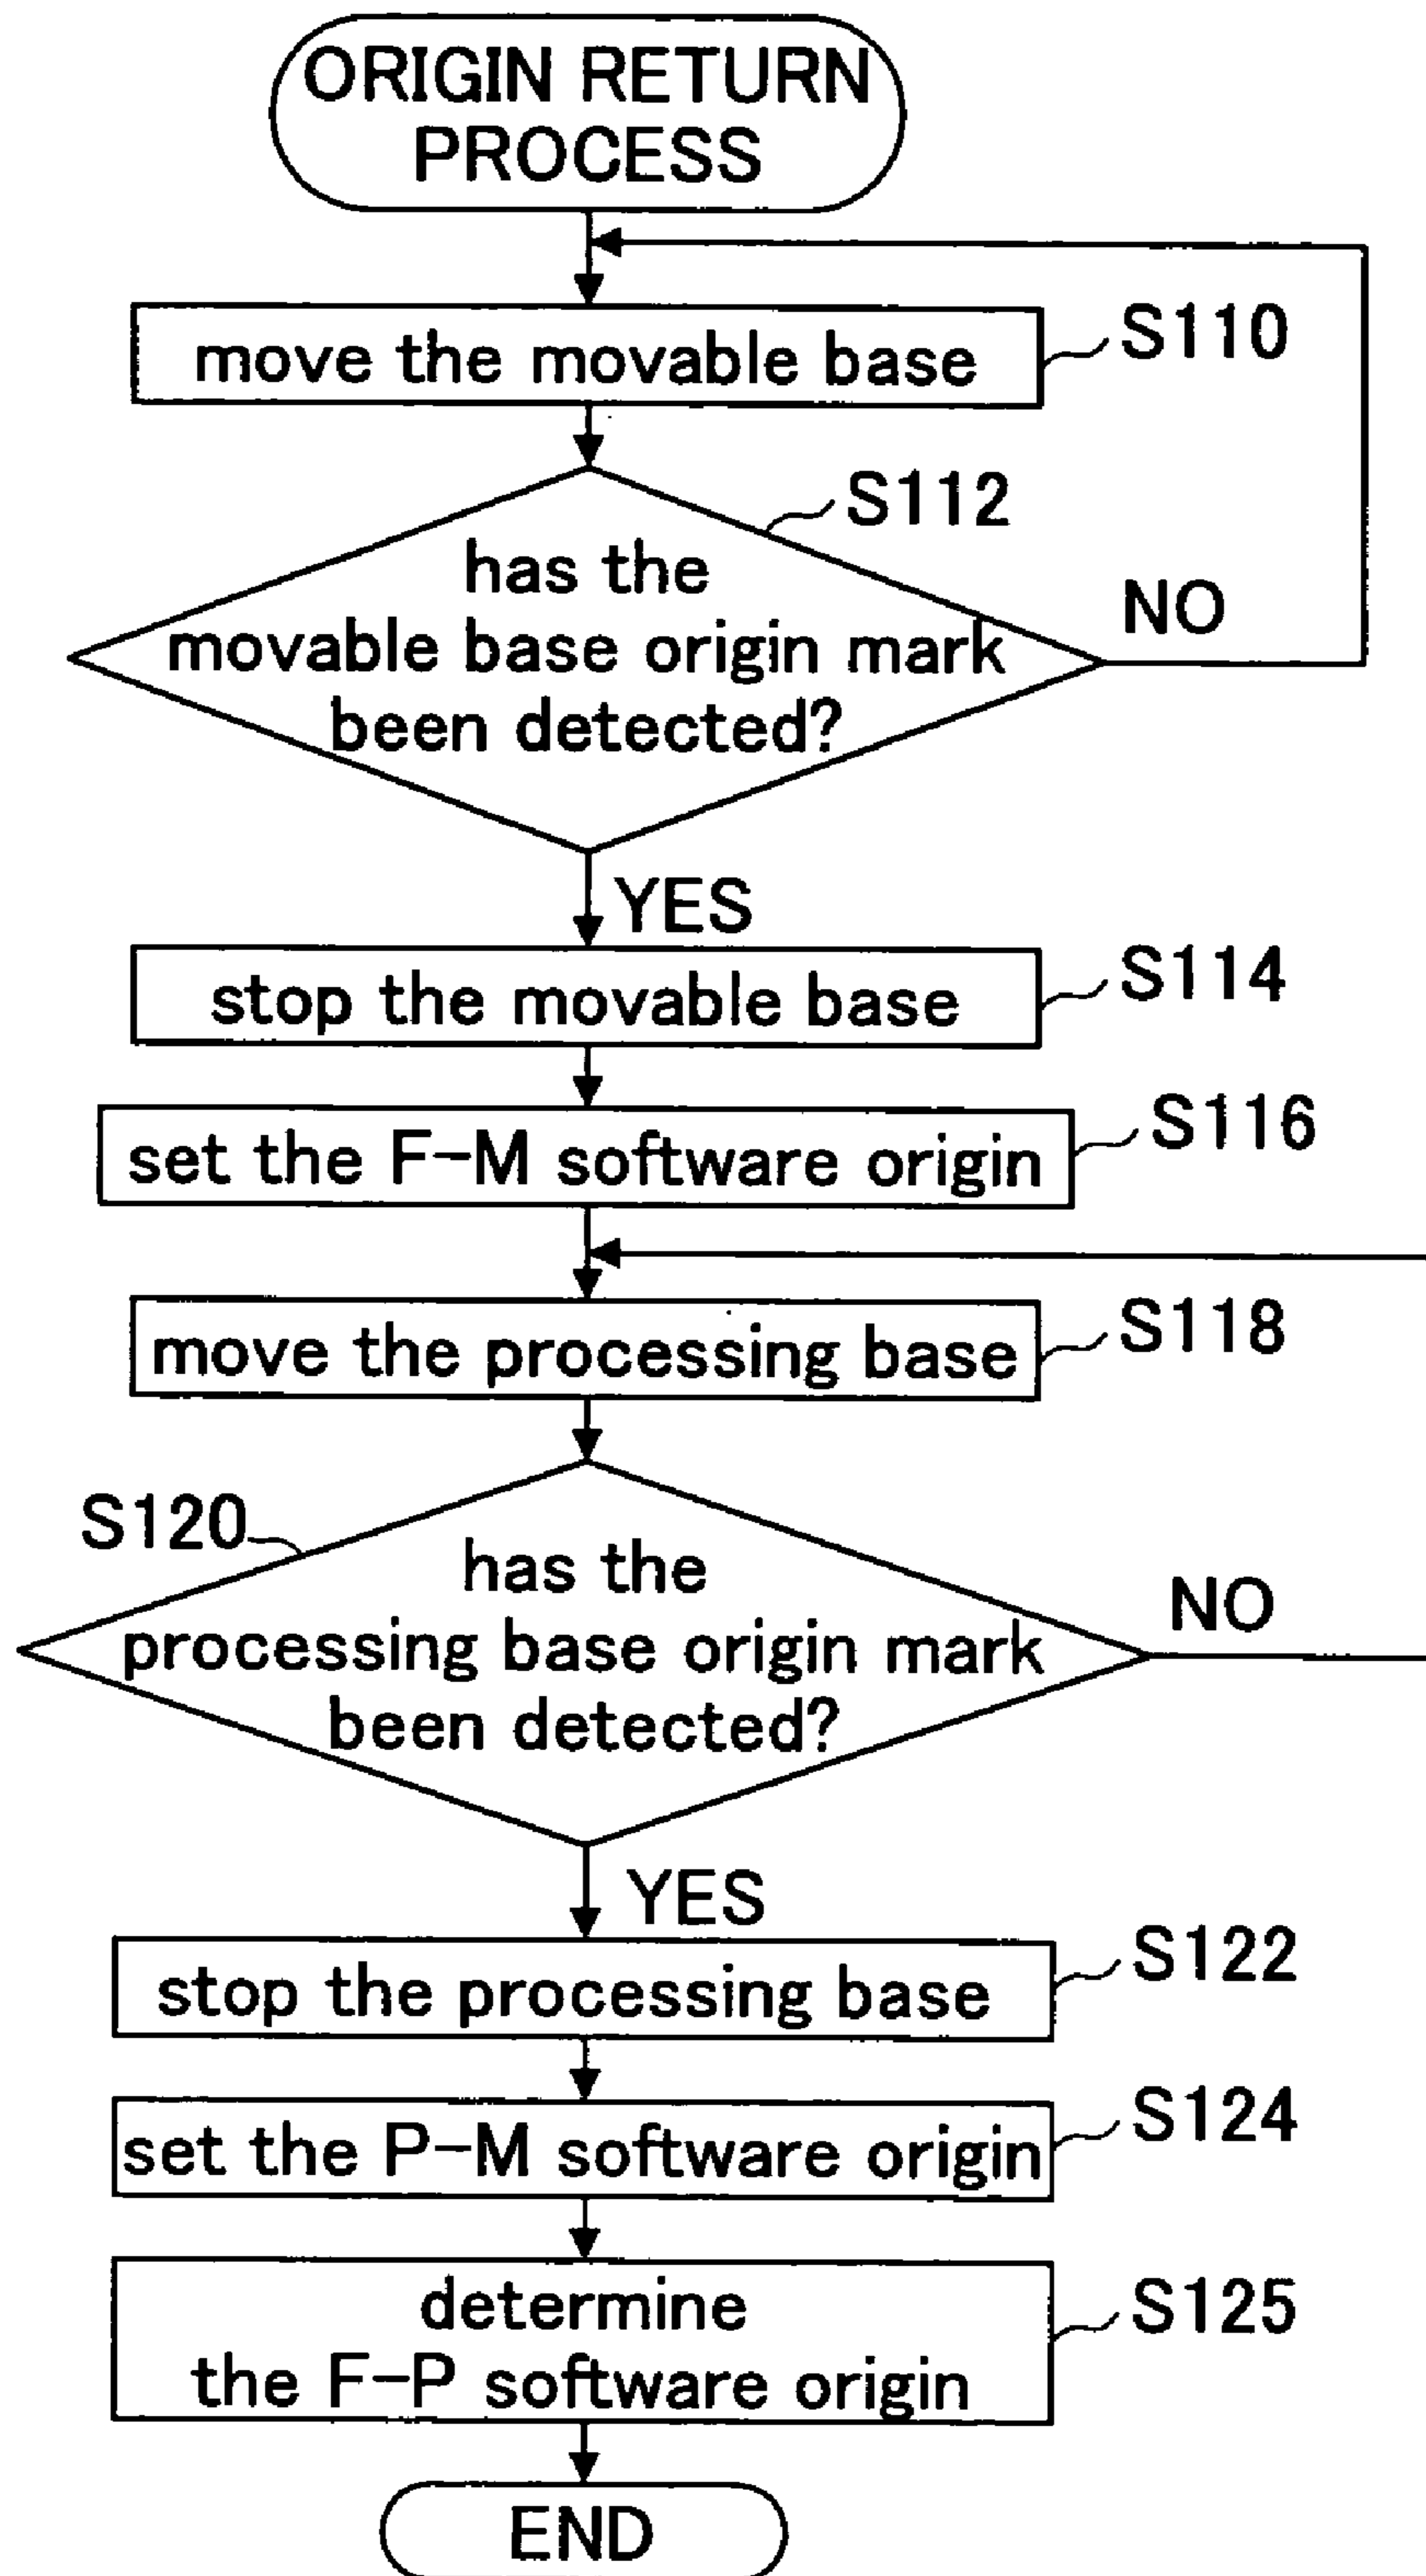 ORIGIN RETURN
PROCESS
move the movable base
S110
S112
has the
movable base origin mark
been detected?
NO
YES
stop the movable base
S114
set the F-M software origin
S116
move the processing base
S118
S120
has the
processing base origin mark
been detected?
NO
YES
stop the processing base
S122
set the P-M software origin
S124
determine
the F-P software origin
S125
END